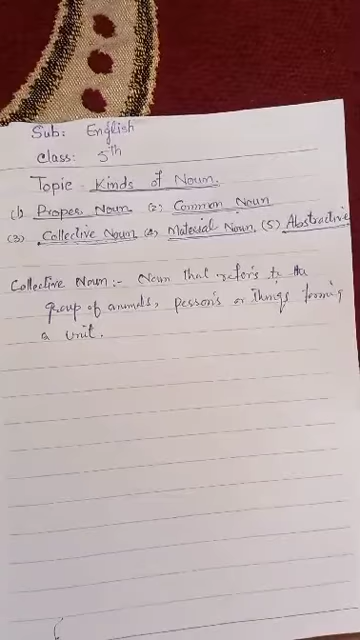 Sub: English
Class: 5th
Topic Kinds of Noun.
(1) Proper Noun (2) Common Noun
(3) Collective Noun (4) Material Noun (5) Abstractive
Collective Noun :- Noun that refer's to the
group of animals, person's or things forming
a unit.